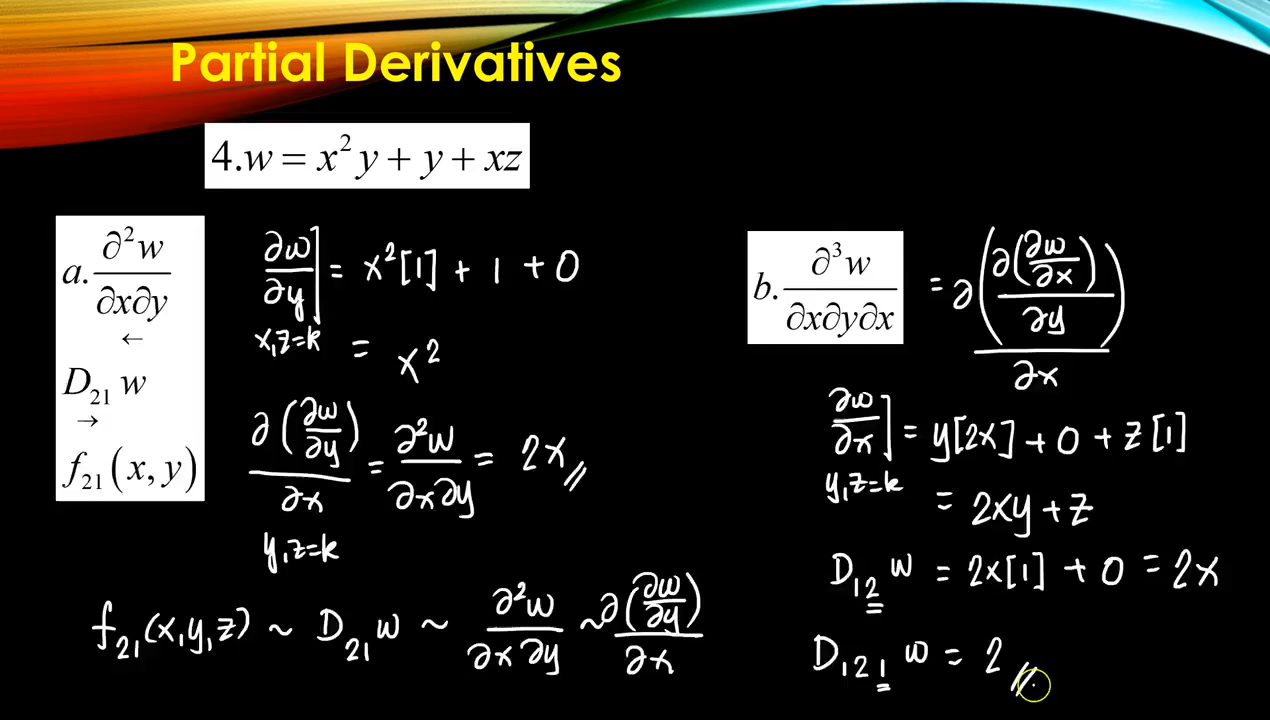 Partial Derivatives
4.w = x²y + y + xz
a. ∂²w/∂x∂y
←
D₂₁ w
→
f₂₁(x, y)
∂w/∂y] x,z=k = x²[1] + 1 + 0
= x²
∂(∂w/∂y)/∂x = ∂²w/∂x∂y = 2x //
y,z=k
f₂₁(x,y,z) ~ D₂₁w ~ ∂²w/∂x∂y ~ ∂(∂w/∂y)/∂x
b. ∂³w/∂x∂y∂x = ∂(∂(∂w/∂x)/∂y)/∂x
∂w/∂x] y,z=k = y[2x] + 0 + z[1]
= 2xy + z
D₁₂ w = 2x[1] + 0 = 2x
D₁₂₁ w = 2 //